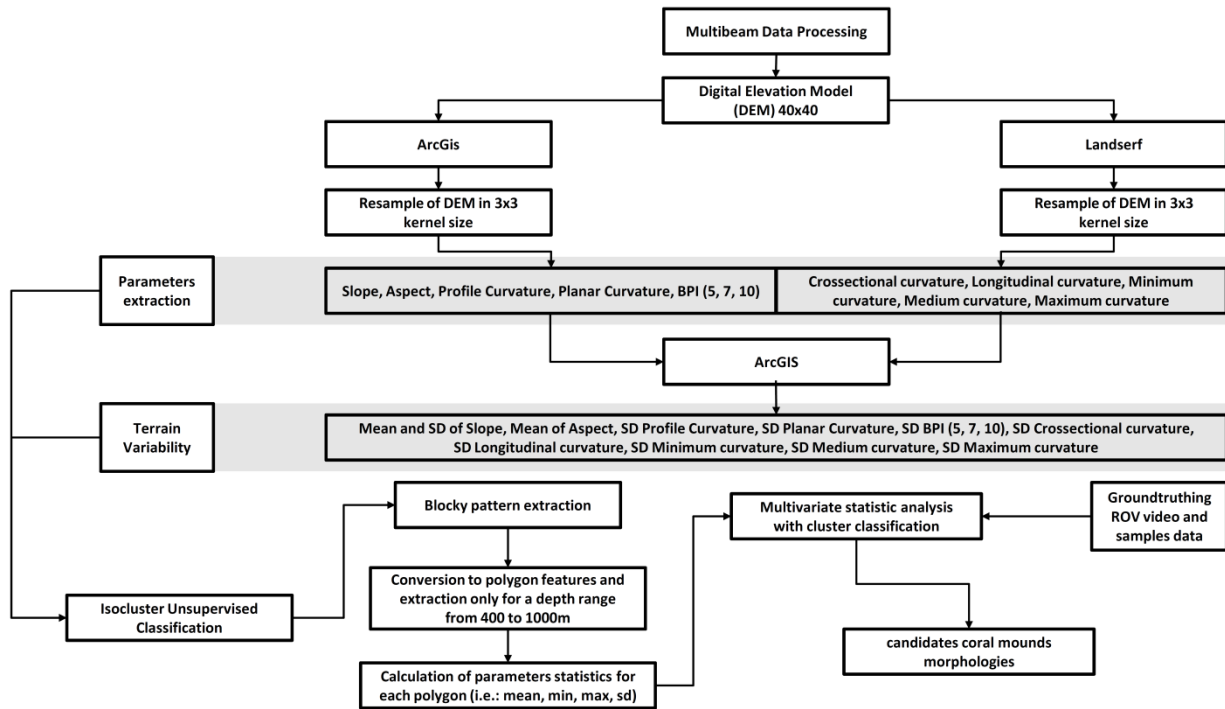 Multibeam Data Processing
Digital Elevation Model
(DEM) 40x40
ArcGis
Landserf
Resample of DEM in 3x3
kernel size
Resample of DEM in 3x3
kernel size
Parameters
extraction
Slope, Aspect, Profile Curvature, Planar Curvature, BPI (5, 7, 10)
Crossectional curvature, Longitudinal curvature, Minimum
curvature, Medium curvature, Maximum curvature
ArcGIS
Terrain
Variability
Mean and SD of Slope, Mean of Aspect, SD Profile Curvature, SD Planar Curvature, SD BPI (5, 7, 10), SD Crossectional curvature,
SD Longitudinal curvature, SD Minimum curvature, SD Medium curvature, SD Maximum curvature
Blocky pattern extraction
Multivariate statistic analysis
with cluster classification
Groundtruthing
ROV video and
samples data
Isocluster Unsupervised
Classification
Conversion to polygon features and
extraction only for a depth range
from 400 to 1000m
candidates coral mounds
morphologies
Calculation of parameters statistics for
each polygon (i.e.: mean, min, max, sd)